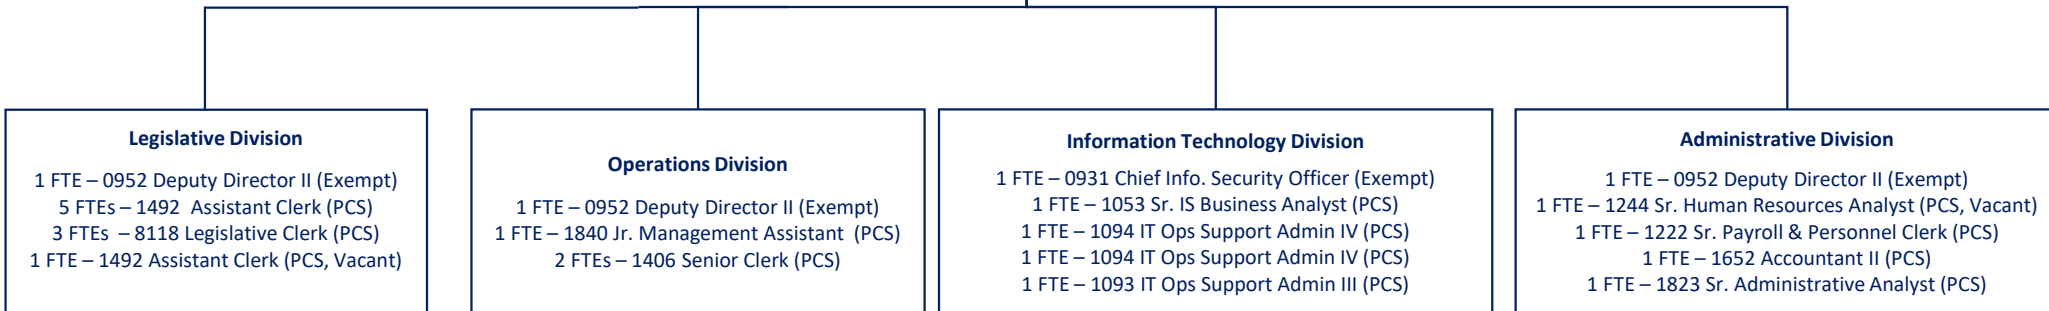 Legislative Division
1 FTE – 0952 Deputy Director II (Exempt)
5 FTEs – 1492 Assistant Clerk (PCS)
3 FTEs – 8118 Legislative Clerk (PCS)
1 FTE – 1492 Assistant Clerk (PCS, Vacant)
Operations Division
1 FTE – 0952 Deputy Director II (Exempt)
1 FTE – 1840 Jr. Management Assistant (PCS)
2 FTEs – 1406 Senior Clerk (PCS)
Information Technology Division
1 FTE – 0931 Chief Info. Security Officer (Exempt)
1 FTE – 1053 Sr. IS Business Analyst (PCS)
1 FTE – 1094 IT Ops Support Admin IV (PCS)
1 FTE – 1094 IT Ops Support Admin IV (PCS)
1 FTE – 1093 IT Ops Support Admin III (PCS)
Administrative Division
1 FTE – 0952 Deputy Director II (Exempt)
1 FTE – 1244 Sr. Human Resources Analyst (PCS, Vacant)
1 FTE – 1222 Sr. Payroll & Personnel Clerk (PCS)
1 FTE – 1652 Accountant II (PCS)
1 FTE – 1823 Sr. Administrative Analyst (PCS)